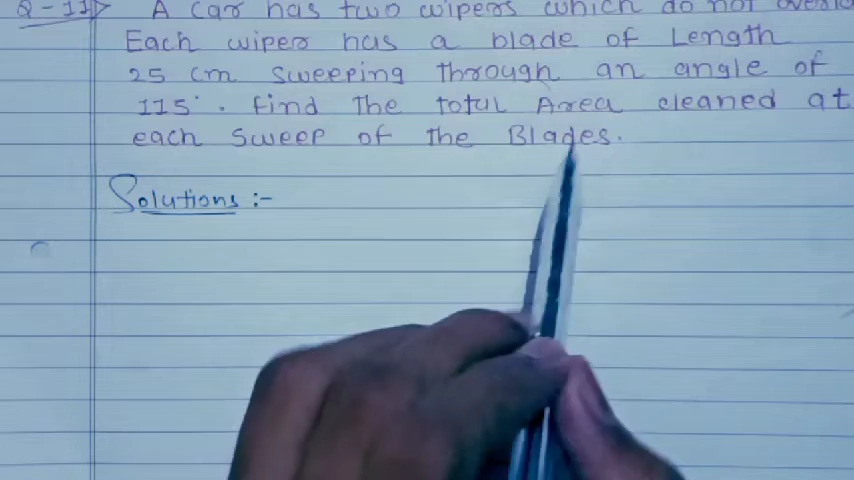 Q-11> A car has two wipers which do not
Each wiper has a blade of Length
25 cm sweeping through an angle of
115°. Find the total Area cleaned at
each sweep of the Blades.
Solutions :-